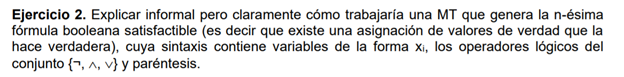 Ejercicio 2. Explicar informal pero claramente cómo trabajaría una MT que genera la n-ésima
fórmula booleana satisfactible (es decir que existe una asignación de valores de verdad que la
hace verdadera), cuya sintaxis contiene variables de la forma xᵢ, los operadores lógicos del
conjunto {¬, ∧, ∨} y paréntesis.